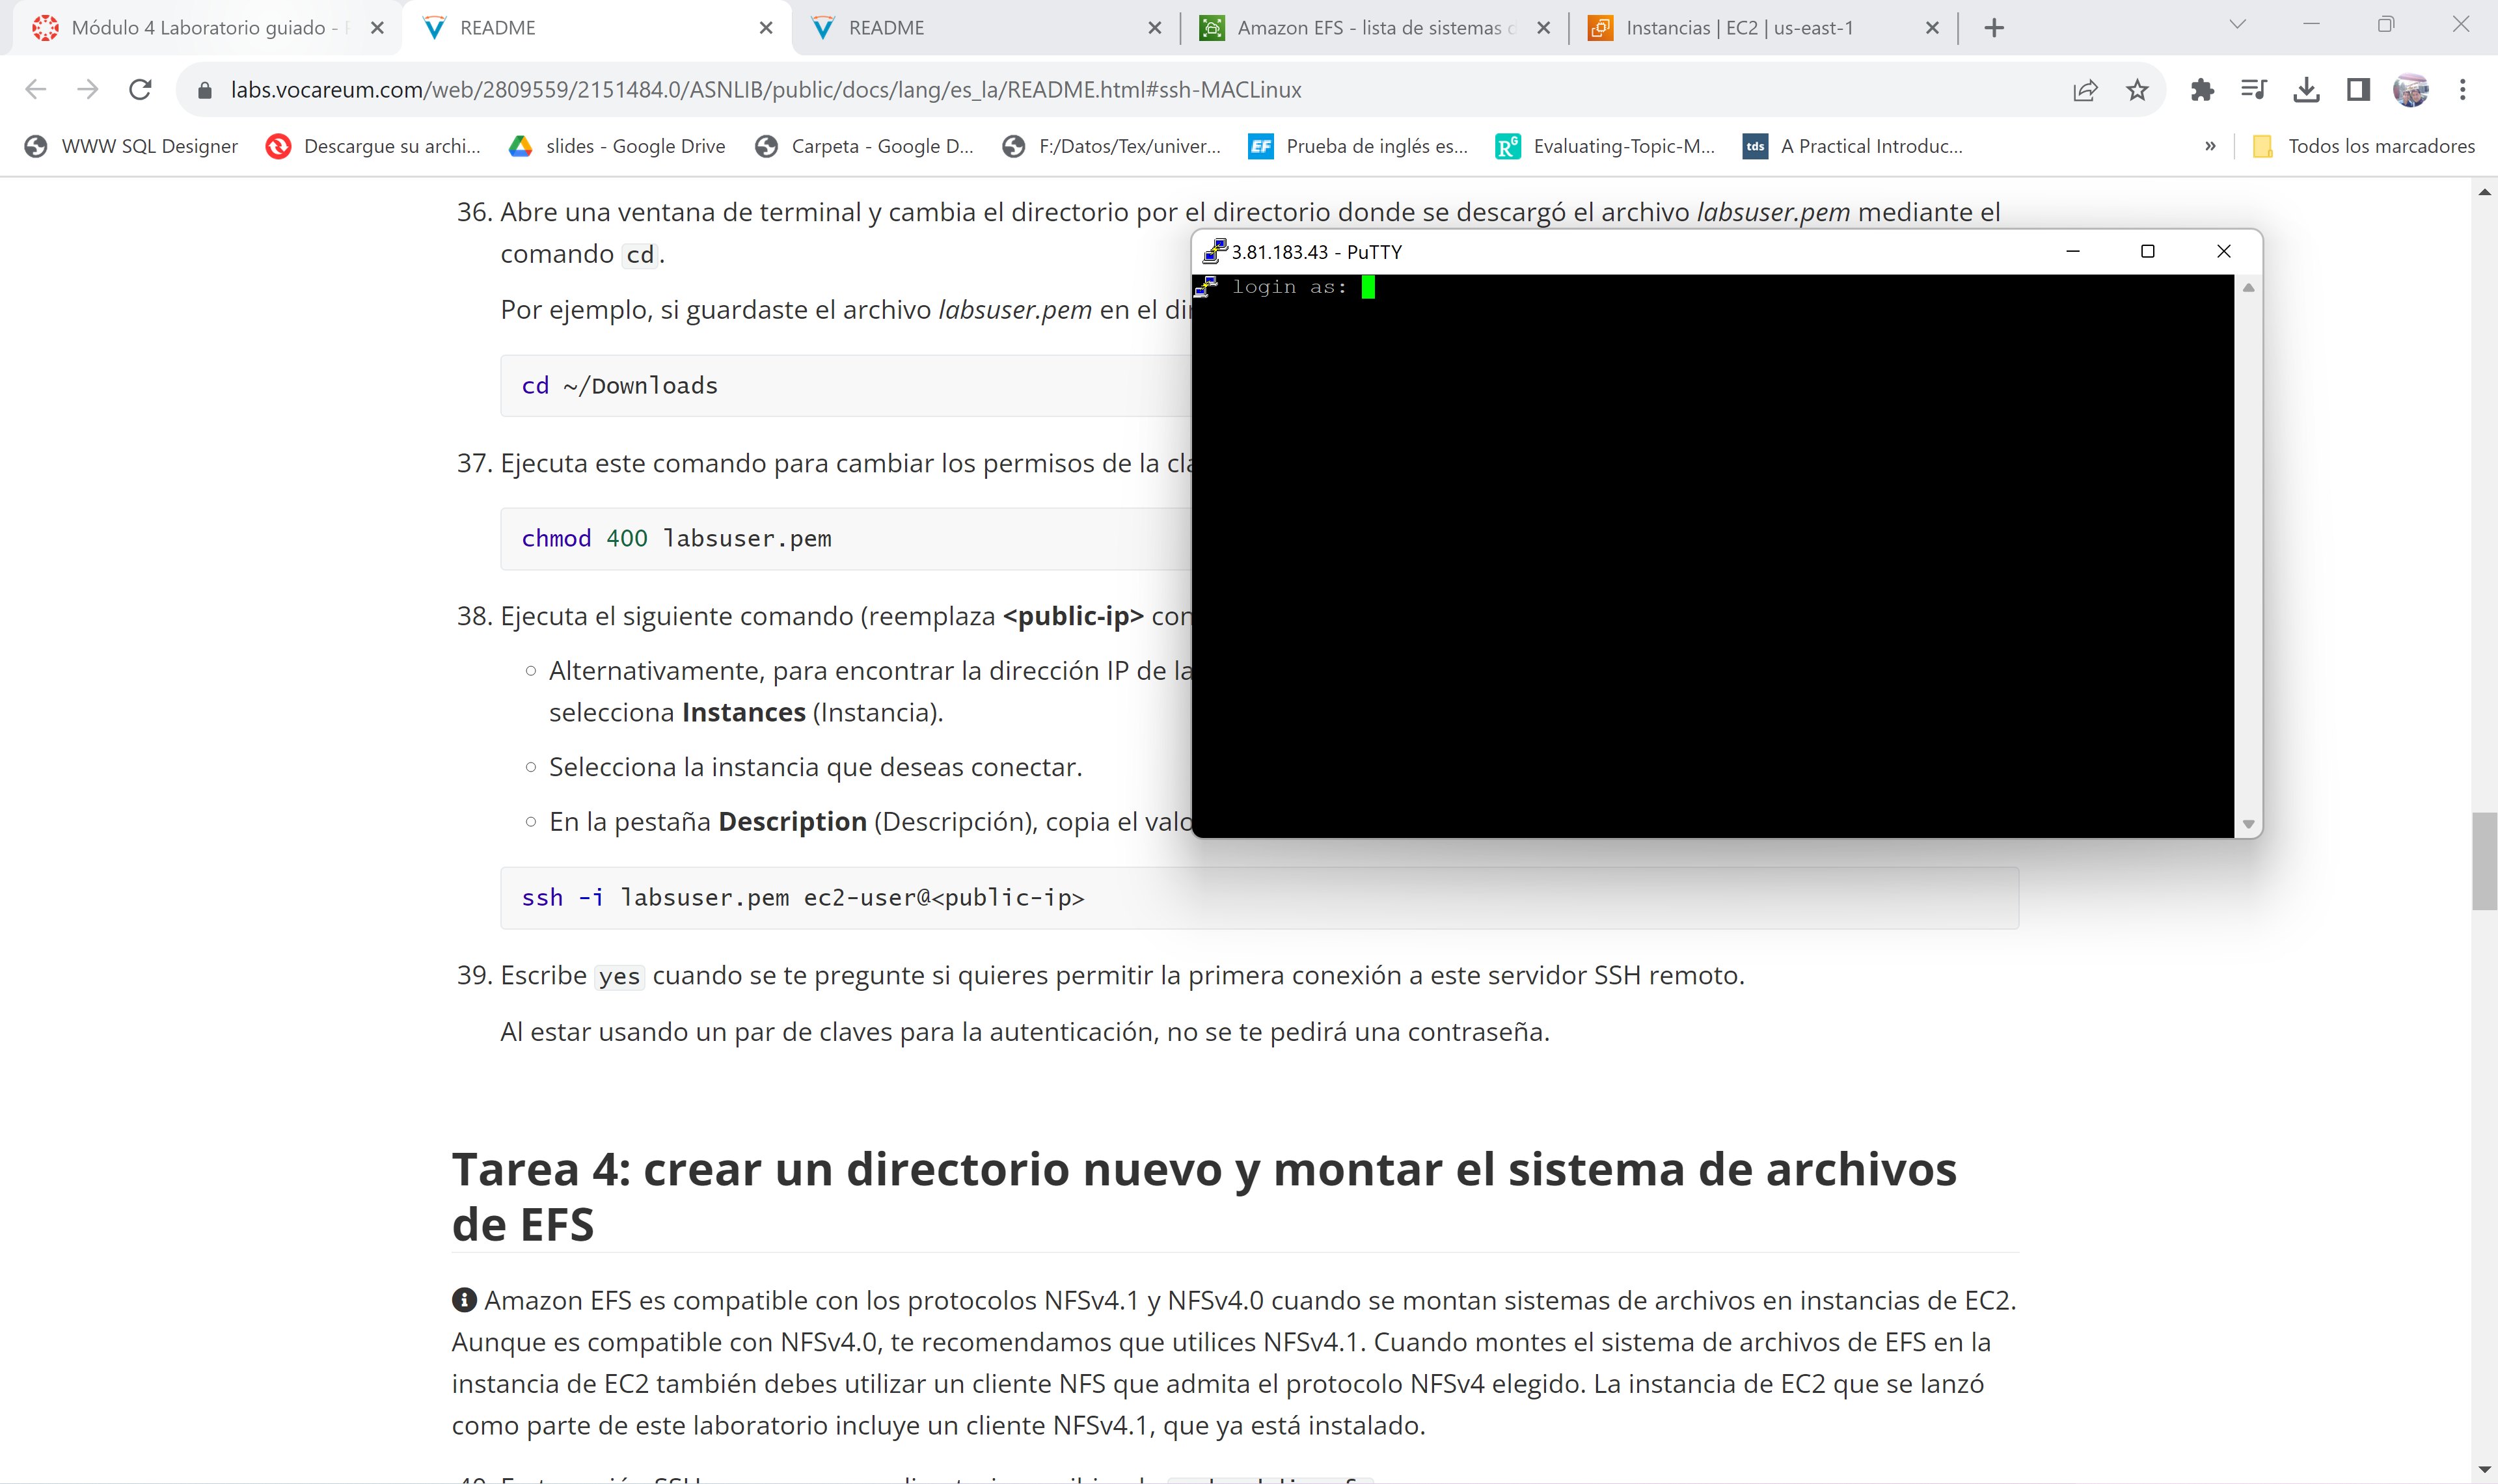 Módulo 4 Laboratorio guiado -
README
README
Amazon EFS - lista de sistemas
Instancias | EC2 | us-east-1
labs.vocareum.com/web/2809559/2151484.0/ASNLIB/public/docs/lang/es_la/README.html#ssh-MACLinux
WWW SQL Designer
Descargue su archi...
slides - Google Drive
Carpeta - Google D...
F:/Datos/Tex/univer...
EF
Prueba de inglés es...
RG
Evaluating-Topic-M...
tds
A Practical Introduc...
»
Todos los marcadores
36. Abre una ventana de terminal y cambia el directorio por el directorio donde se descargó el archivo labsuser.pem mediante el
comando cd.
3.81.183.43 - PuTTY
login as:
Por ejemplo, si guardaste el archivo labsuser.pem en el
cd ~/Downloads
37. Ejecuta este comando para cambiar los permisos de la
chmod 400 labsuser.pem
38. Ejecuta el siguiente comando (reemplaza <public-ip> con
Alternativamente, para encontrar la dirección IP de la
selecciona Instances (Instancia).
Selecciona la instancia que deseas conectar.
En la pestaña Description (Descripción), copia el
ssh -i labsuser.pem ec2-user@<public-ip>
39. Escribe yes cuando se te pregunte si quieres permitir la primera conexión a este servidor SSH remoto.
Al estar usando un par de claves para la autenticación, no se te pedirá una contraseña.
Tarea 4: crear un directorio nuevo y montar el sistema de archivos
de EFS
Amazon EFS es compatible con los protocolos NFSv4.1 y NFSv4.0 cuando se montan sistemas de archivos en instancias de EC2.
Aunque es compatible con NFSv4.0, te recomendamos que utilices NFSv4.1. Cuando montes el sistema de archivos de EFS en la
instancia de EC2 también debes utilizar un cliente NFS que admita el protocolo NFSv4 elegido. La instancia de EC2 que se lanzó
como parte de este laboratorio incluye un cliente NFSv4.1, que ya está instalado.